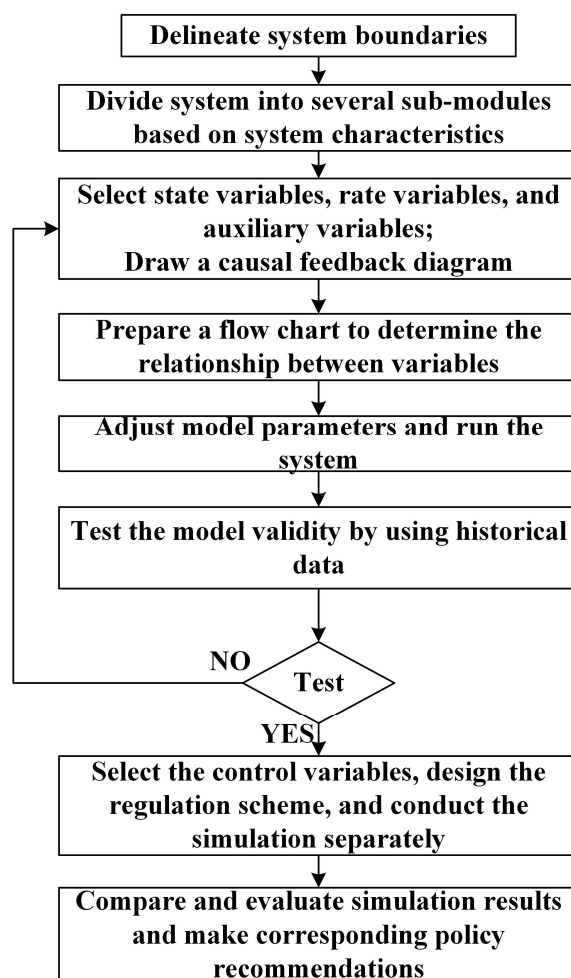 Delineate system boundaries
Divide system into several sub-modules
based on system characteristics
Select state variables, rate variables, and
auxiliary variables;
Draw a causal feedback diagram
Prepare a flow chart to determine the
relationship between variables
Adjust model parameters and run the
system
Test the model validity by using historical
data
NO
Test
YES
Select the control variables, design the
regulation scheme, and conduct the
simulation separately
Compare and evaluate simulation results
and make corresponding policy
recommendations